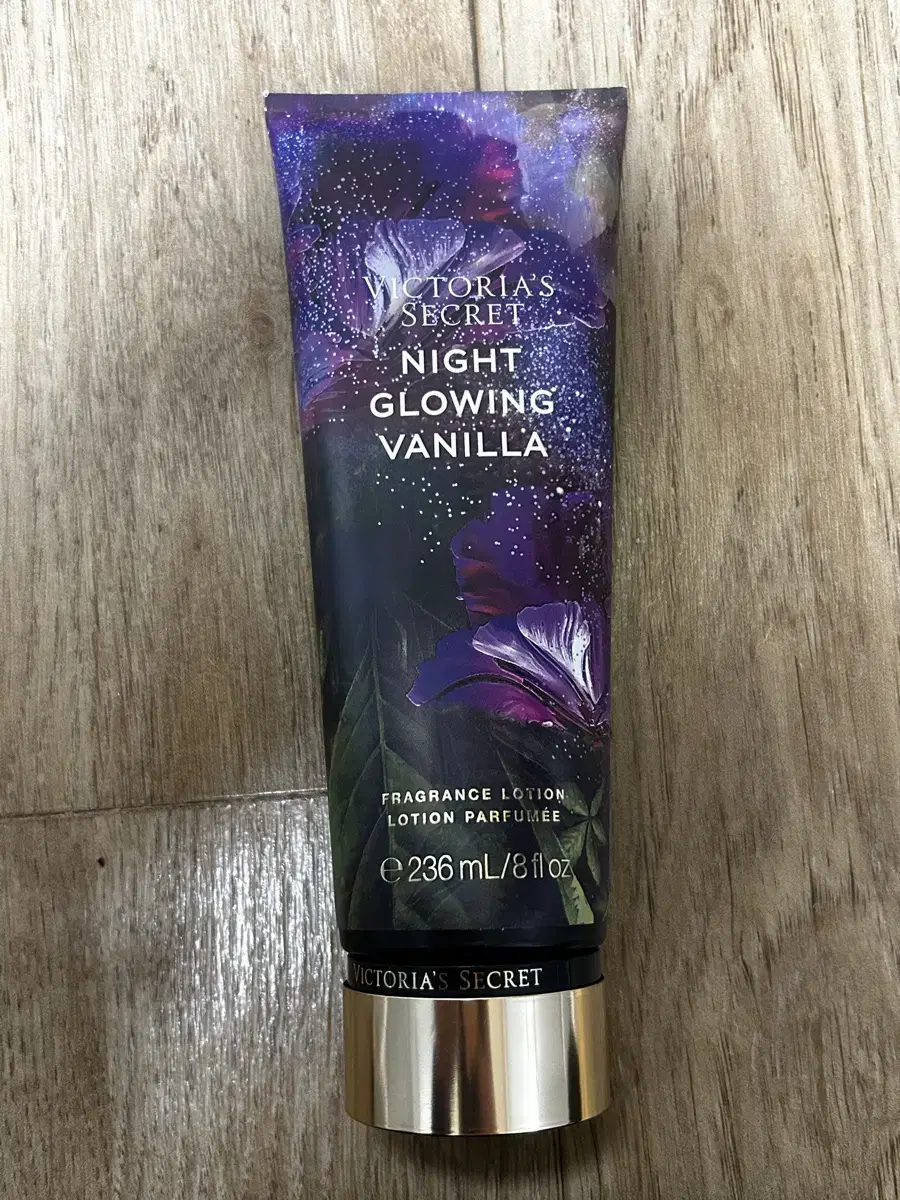 VICTORIA'S
SECRET
NIGHT
GLOWING
VANILLA
FRAGRANCE LOTION
LOTION PARFUMÉE
℮ 236 mL/8 fl oz
VICTORIA'S SECRET